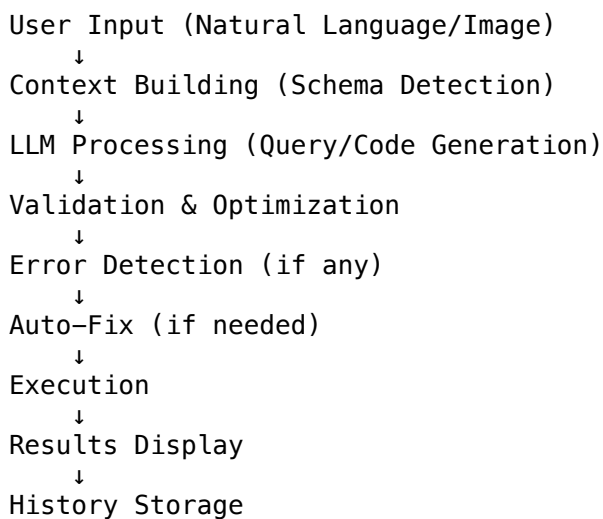 User Input (Natural Language/Image)
↓
Context Building (Schema Detection)
↓
LLM Processing (Query/Code Generation)
↓
Validation & Optimization
↓
Error Detection (if any)
↓
Auto-Fix (if needed)
↓
Execution
↓
Results Display
↓
History Storage